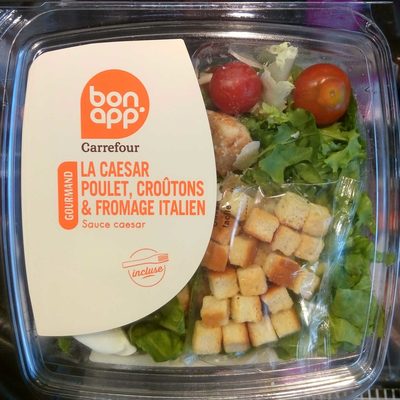 bon
app.
Carrefour
GOURMAND
LA CAESAR
POULET, CROÛTONS
& FROMAGE ITALIEN
Sauce caesar
incluse